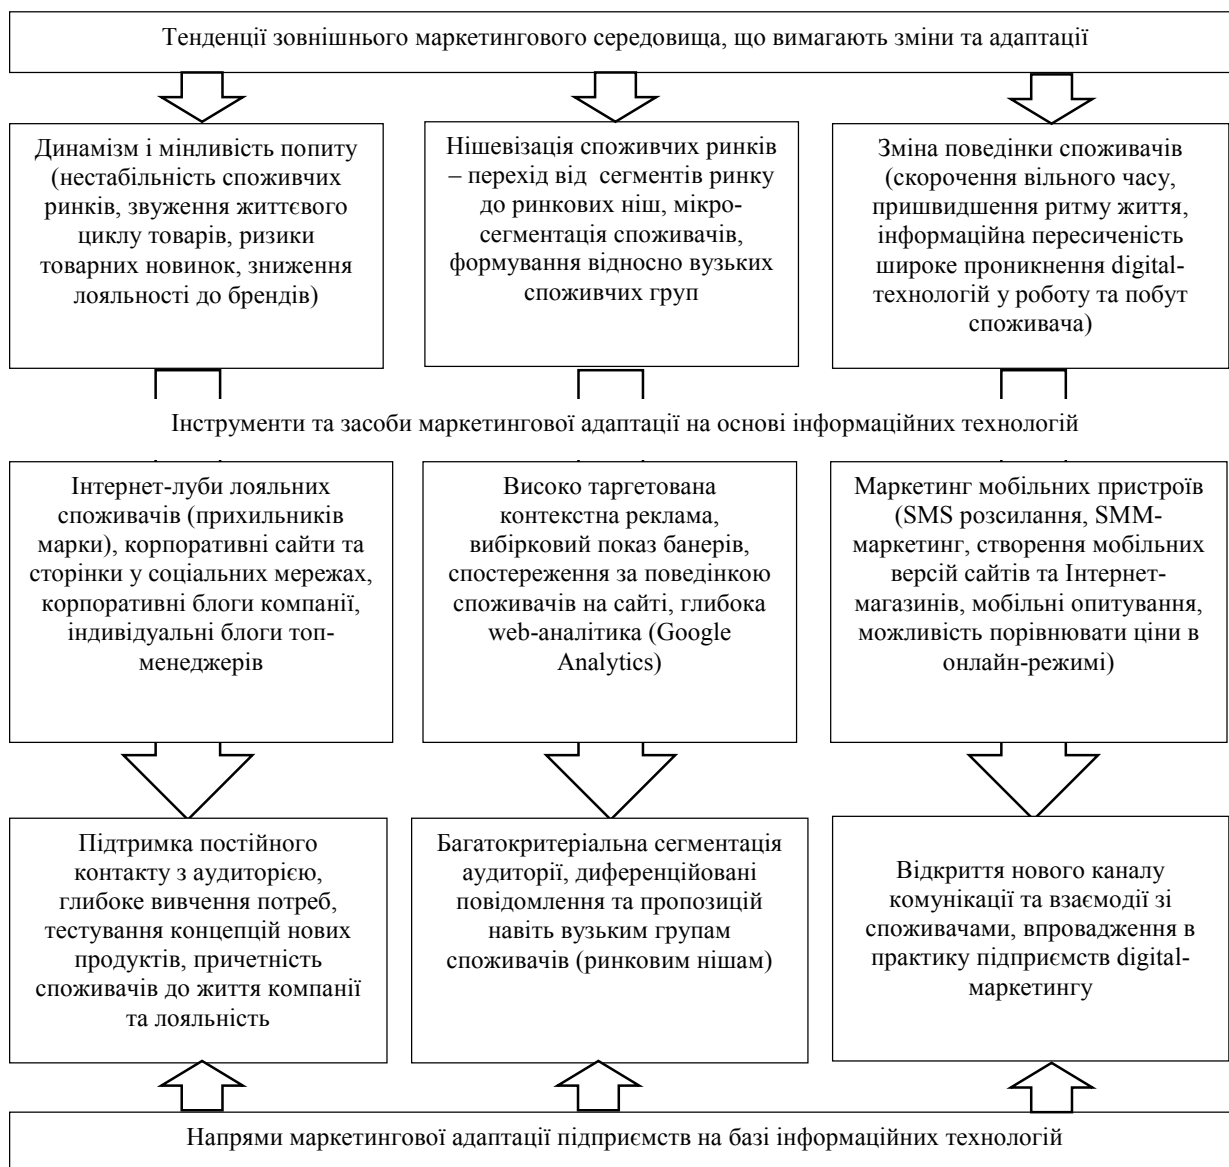 Тенденції зовнішнього маркетингового середовища, що вимагають зміни та адаптації
Динамізм і мінливість попиту
(нестабільність споживчих
ринків, звуження життєвого
циклу товарів, ризики
товарних новинок, зниження
лояльності до брендів)
Нішевізація споживчих ринків
– перехід від сегментів ринку
до ринкових ніш, мікро-
сегментація споживачів,
формування відносно вузьких
споживчих груп
Зміна поведінки споживачів
(скорочення вільного часу,
пришвидшення ритму життя,
інформаційна пересиченість
широке проникнення digital-
технологій у роботу та побут
споживача)
Інструменти та засоби маркетингової адаптації на основі інформаційних технологій
Інтернет-луби лояльних
споживачів (прихильників
марки), корпоративні сайти та
сторінки у соціальних мережах,
корпоративні блоги компанії,
індивідуальні блоги топ-
менеджерів
Високо таргетована
контекстна реклама,
вибірковий показ банерів,
спостереження за поведінкою
споживачів на сайті, глибока
web-аналітика (Google
Analytics)
Маркетинг мобільних пристроїв
(SMS розсилання, SMM-
маркетинг, створення мобільних
версій сайтів та Інтернет-
магазинів, мобільні опитування,
можливість порівнювати ціни в
онлайн-режимі)
Підтримка постійного
контакту з аудиторією,
глибоке вивчення потреб,
тестування концепцій нових
продуктів, причетність
споживачів до життя компанії
та лояльність
Багатокритеріальна сегментація
аудиторії, диференційовані
повідомлення та пропозицій
навіть вузьким групам
споживачів (ринковим нішам)
Відкриття нового каналу
комунікації та взаємодії зі
споживачами, впровадження в
практику підприємств digital-
маркетингу
Напрями маркетингової адаптації підприємств на базі інформаційних технологій